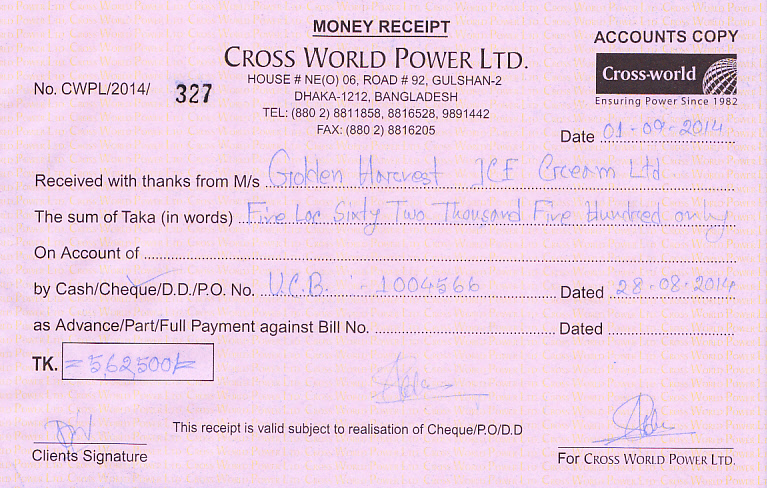 MONEY RECEIPT
ACCOUNTS COPY
CROSS WORLD POWER LTD.
HOUSE # NE(O) 06, ROAD # 92, GULSHAN-2
DHAKA-1212, BANGLADESH
TEL: (880 2) 8811858, 8816528, 9891442
FAX: (880 2) 8816205
Cross-world
Ensuring Power Since 1982
No. CWPL/2014/ 327
Date 01-09-2014
Received with thanks from M/s Golden Harvest ICE Cream Ltd.
The sum of Taka (in words) Five Lac Sixty Two Thousand Five Hundred only
On Account of
by Cash/Cheque/D.D./P.O. No. U.C.B. - 1004566 Dated 28-08-2014
as Advance/Part/Full Payment against Bill No. Dated
TK. =5,62,500/=
This receipt is valid subject to realisation of Cheque/P.O/D.D
Clients Signature
For CROSS WORLD POWER LTD.